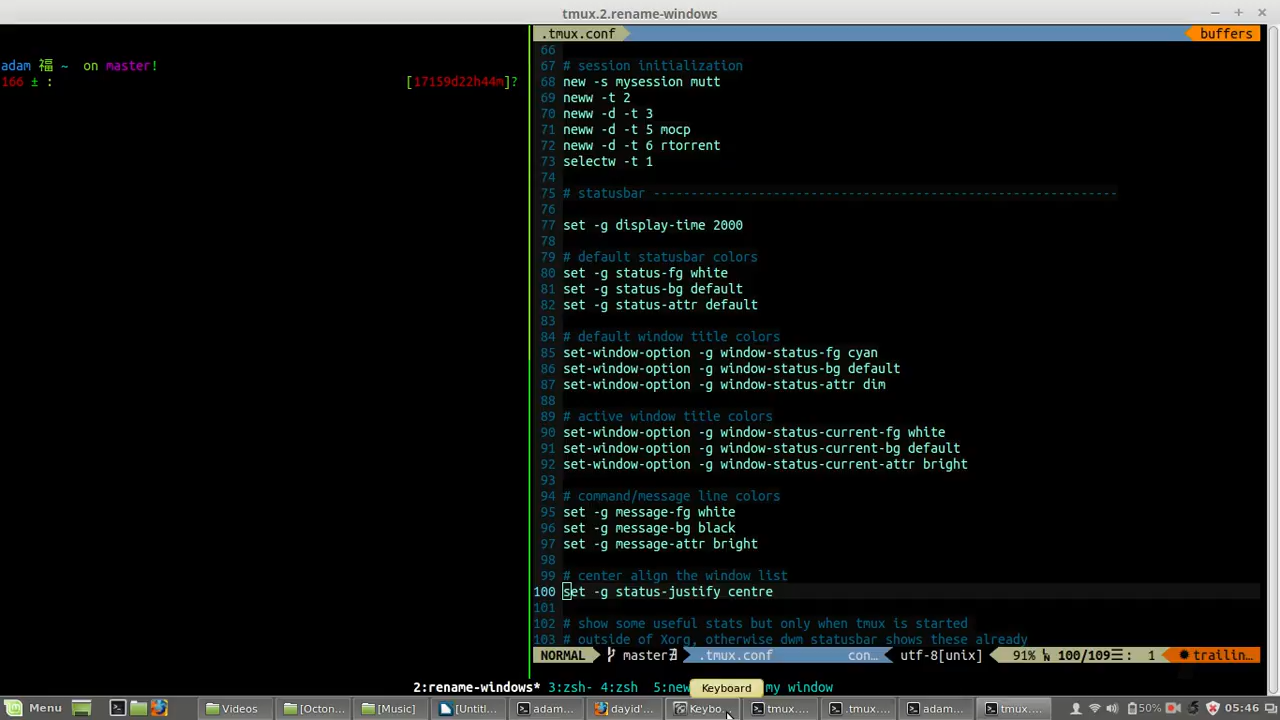 tmux.2.rename-windows
adam 福 ~  on master!
166 ± : [17159d22h44m]?
.tmux.conf buffers
66
67 # session initialization
68 new -s mysession mutt
69 neww -t 2
70 neww -d -t 3
71 neww -d -t 5 mocp
72 neww -d -t 6 rtorrent
73 selectw -t 1
74
75 # statusbar --------------------------------------------------------------
76
77 set -g display-time 2000
78
79 # default statusbar colors
80 set -g status-fg white
81 set -g status-bg default
82 set -g status-attr default
83
84 # default window title colors
85 set-window-option -g window-status-fg cyan
86 set-window-option -g window-status-bg default
87 set-window-option -g window-status-attr dim
88
89 # active window title colors
90 set-window-option -g window-status-current-fg white
91 set-window-option -g window-status-current-bg default
92 set-window-option -g window-status-current-attr bright
93
94 # command/message line colors
95 set -g message-fg white
96 set -g message-bg black
97 set -g message-attr bright
98
99 # center align the window list
100 set -g status-justify centre
101
102 # show some useful stats but only when tmux is started
103 # outside of Xorg, otherwise dwm statusbar shows these already
NORMAL master .tmux.conf con… utf-8[unix] 91% 100/109☰: 1 trailin…
2:rename-windows* 3:zsh- 4:zsh 5:new my window
Keyboard
Menu Videos [Octon... [Music] [Untitl... adam... dayid'... Keybo... tmux.... .tmux.... adam... tmux.... 50% 05:46